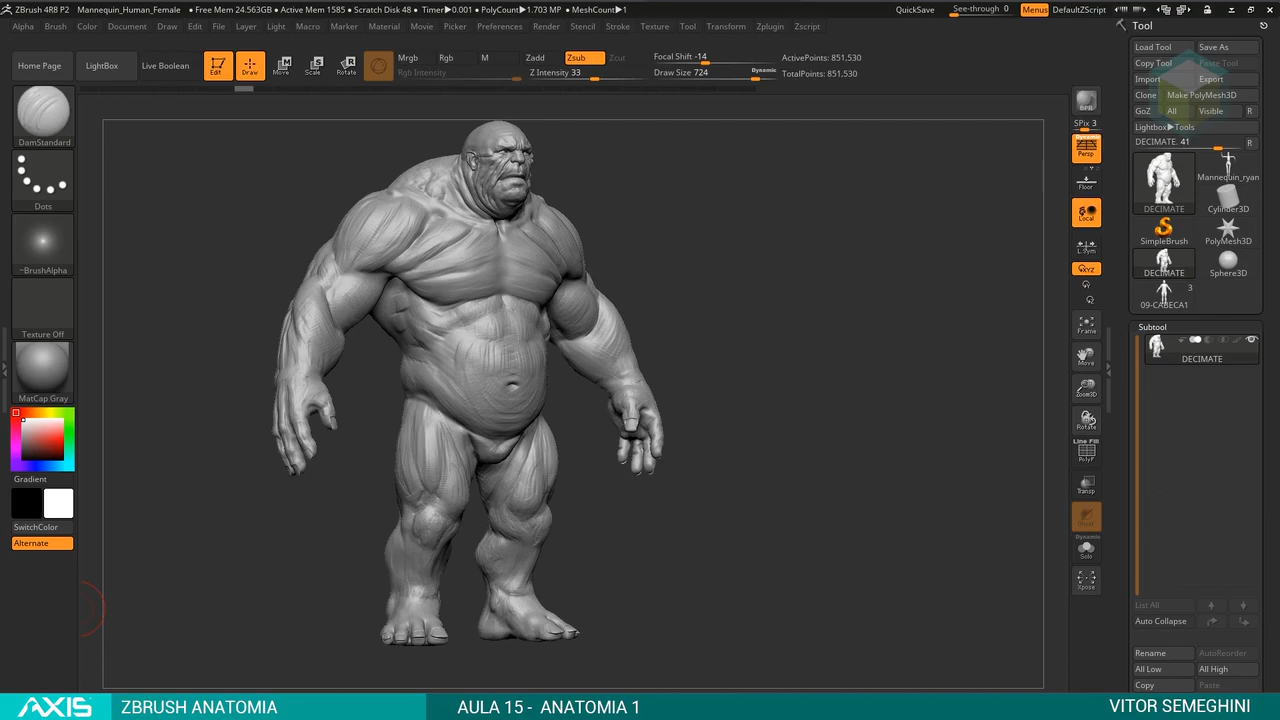 ZBrush 4R8 P2 Mannequin_Human_Female • Free Mem 24.563GB • Active Mem 1585 • Scratch Disk 48 • Timer▶0.001 • PolyCount▶1.703 MP • MeshCount▶1 QuickSave See-through 0 Menus DefaultZScript
Alpha Brush Color Document Draw Edit File Layer Light Macro Marker Material Movie Picker Preferences Render Stencil Stroke Texture Tool Transform Zplugin Zscript
Home Page LightBox Live Boolean Edit Draw Move Scale Rotate
Mrgb Rgb M Zadd Zsub Zcut Focal Shift -14 ActivePoints: 851,530
Rgb Intensity Z Intensity 33 Draw Size 724 Dynamic TotalPoints: 851,530
DamStandard
Dots
~BrushAlpha
Texture Off
MatCap Gray
Gradient
SwitchColor
Alternate
BPR
SPix 3
Dynamic
Persp
Floor
Local
L.Sym
XYZ
Frame
Move
Zoom3D
Rotate
Line Fill
PolyF
Transp
Ghost
Dynamic
Solo
Xpose
Tool
Load Tool Save As
Copy Tool Paste Tool
Import Export
Clone Make PolyMesh3D
GoZ All Visible R
Lightbox▶Tools
DECIMATE. 41 R
DECIMATE Mannequin_ryan
Cylinder3D
SimpleBrush PolyMesh3D
DECIMATE Sphere3D
3
09-CABECA1
Subtool
DECIMATE
List All
Auto Collapse
Rename AutoReorder
All Low All High
Copy Paste
AXIS ZBRUSH ANATOMIA AULA 15 - ANATOMIA 1 VITOR SEMEGHINI